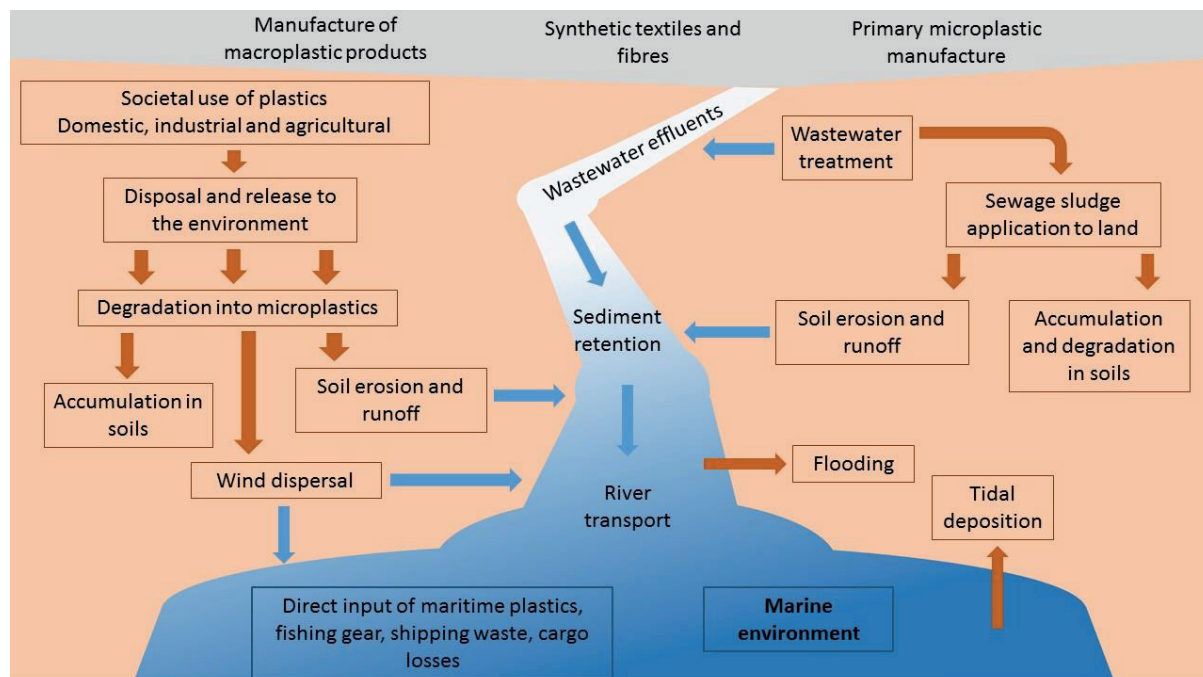 Manufacture of
macroplastic products
Synthetic textiles and
fibres
Primary microplastic
manufacture
Societal use of plastics
Domestic, industrial and agricultural
Wastewater effluents
Wastewater
treatment
Disposal and release to
the environment
Sewage sludge
application to land
Degradation into microplastics
Sediment
retention
Soil erosion and
runoff
Accumulation
and degradation
in soils
Accumulation in
soils
Soil erosion and
runoff
Wind dispersal
River
transport
Flooding
Tidal
deposition
Direct input of maritime plastics,
fishing gear, shipping waste, cargo
losses
Marine
environment